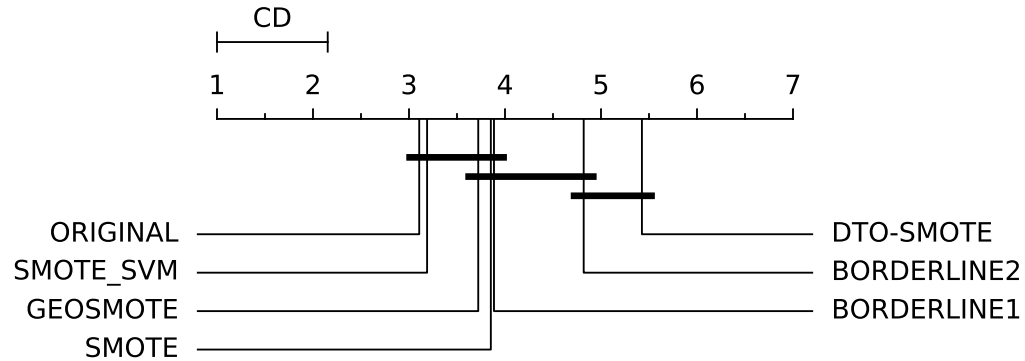 CD
1 2 3 4 5 6 7
ORIGINAL
SMOTE_SVM
GEOSMOTE
SMOTE
DTO-SMOTE
BORDERLINE2
BORDERLINE1